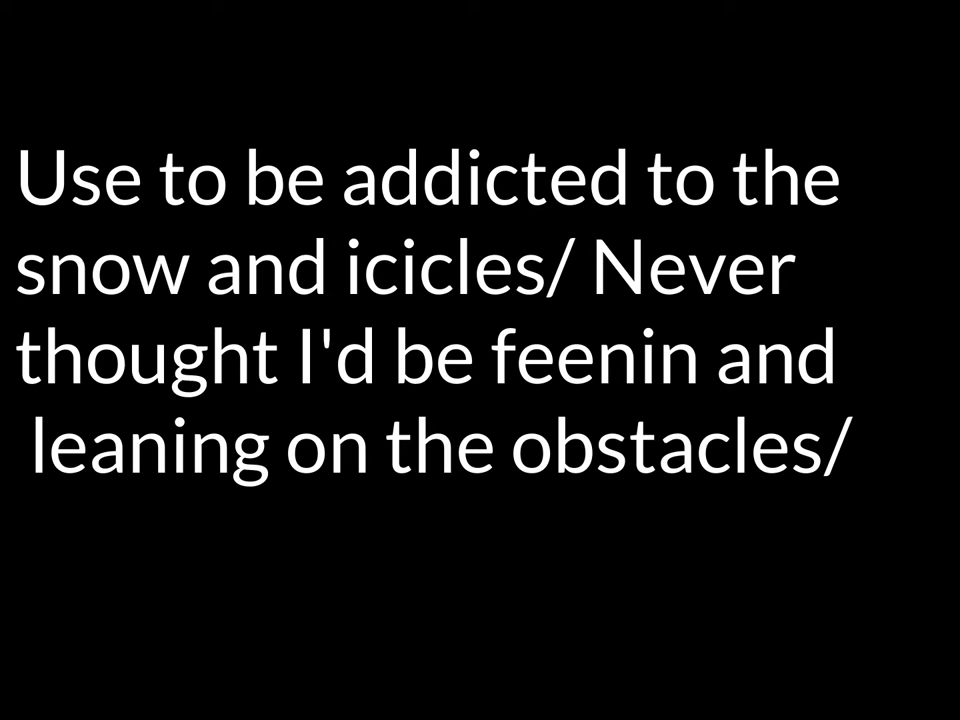 Use to be addicted to the
snow and icicles/ Never
thought I'd be feenin and
leaning on the obstacles/